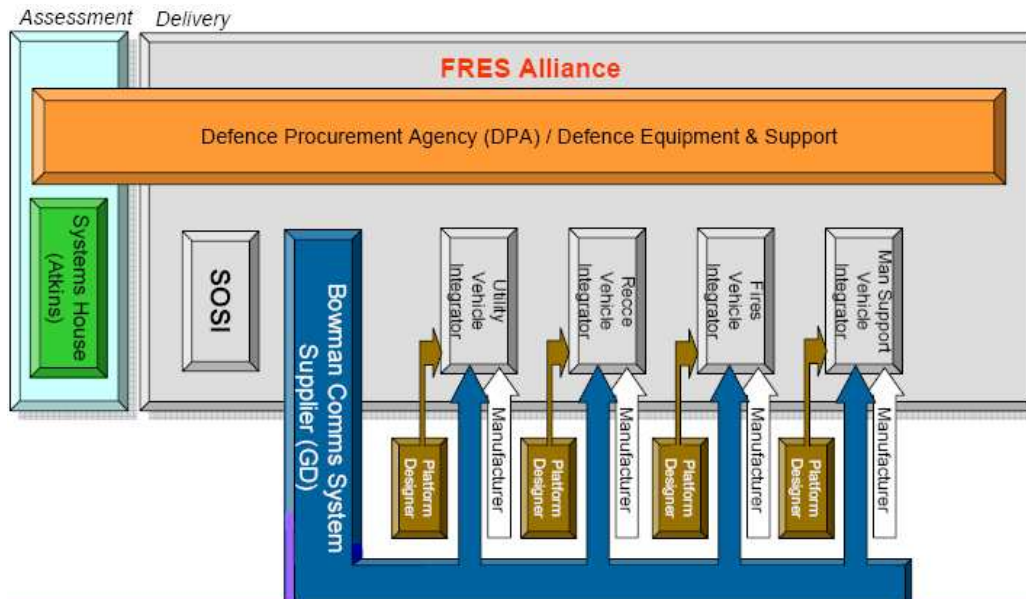 Assessment
Delivery
FRES Alliance
Defence Procurement Agency (DPA) / Defence Equipment & Support
Systems House
(Atkins)
SOSI
Bowman Comms System
Supplier (GD)
Utility
Vehicle
Integrator
Recce
Vehicle
Integrator
Fires
Vehicle
Integrator
Man Support
Vehicle
Integrator
Platform
Designer
Manufacturer
Platform
Designer
Manufacturer
Platform
Designer
Manufacturer
Platform
Designer
Manufacturer